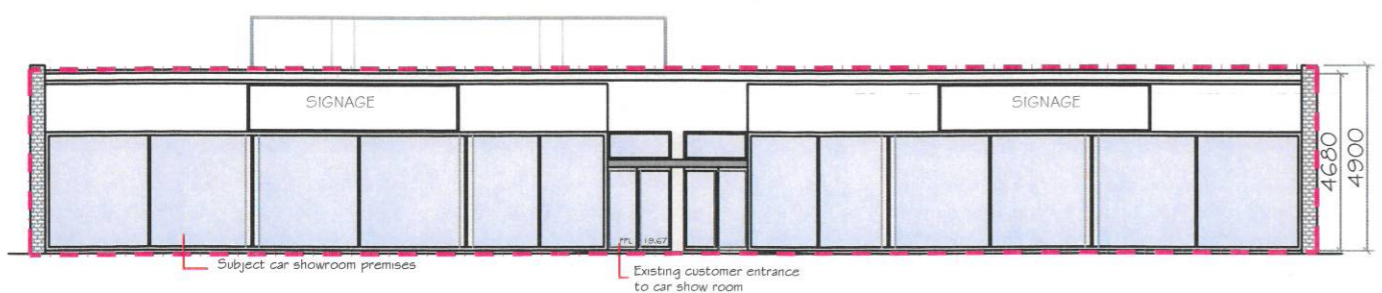 SIGNAGE
SIGNAGE
4680
4900
FFL 19.67
Subject car showroom premises
Existing customer entrance
to car show room